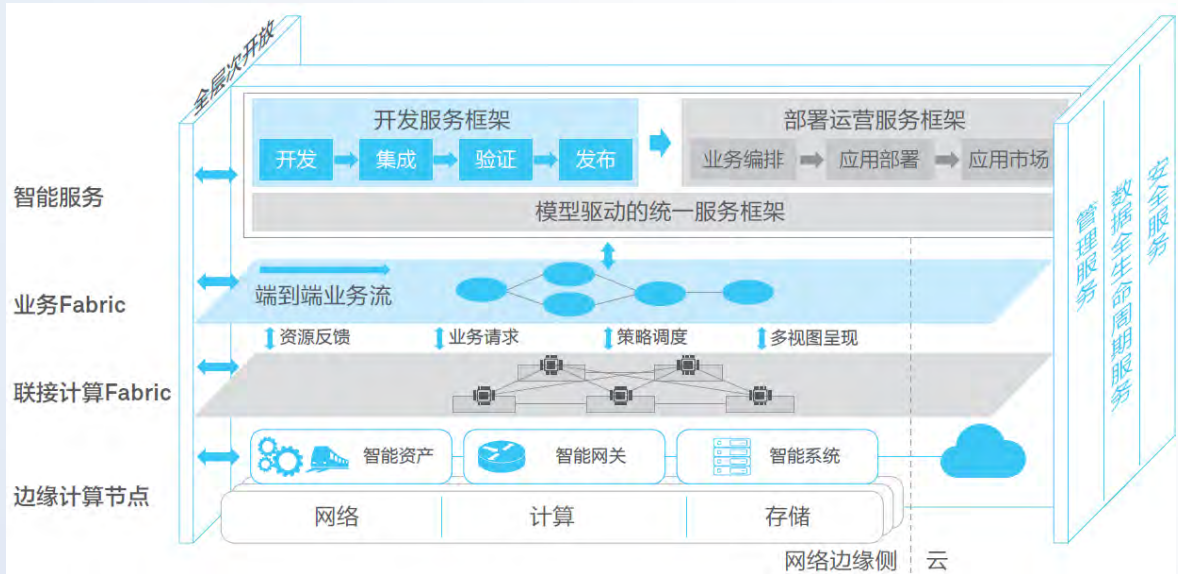 全层次开放
开发服务框架
部署运营服务框架
开发
集成
验证
发布
业务编排
应用部署
应用市场
模型驱动的统一服务框架
智能服务
管理服务
数据全生命周期服务
安全服务
端到端业务流
业务Fabric
资源反馈
业务请求
策略调度
多视图呈现
联接计算Fabric
智能资产
智能网关
智能系统
边缘计算节点
网络
计算
存储
网络边缘侧
云